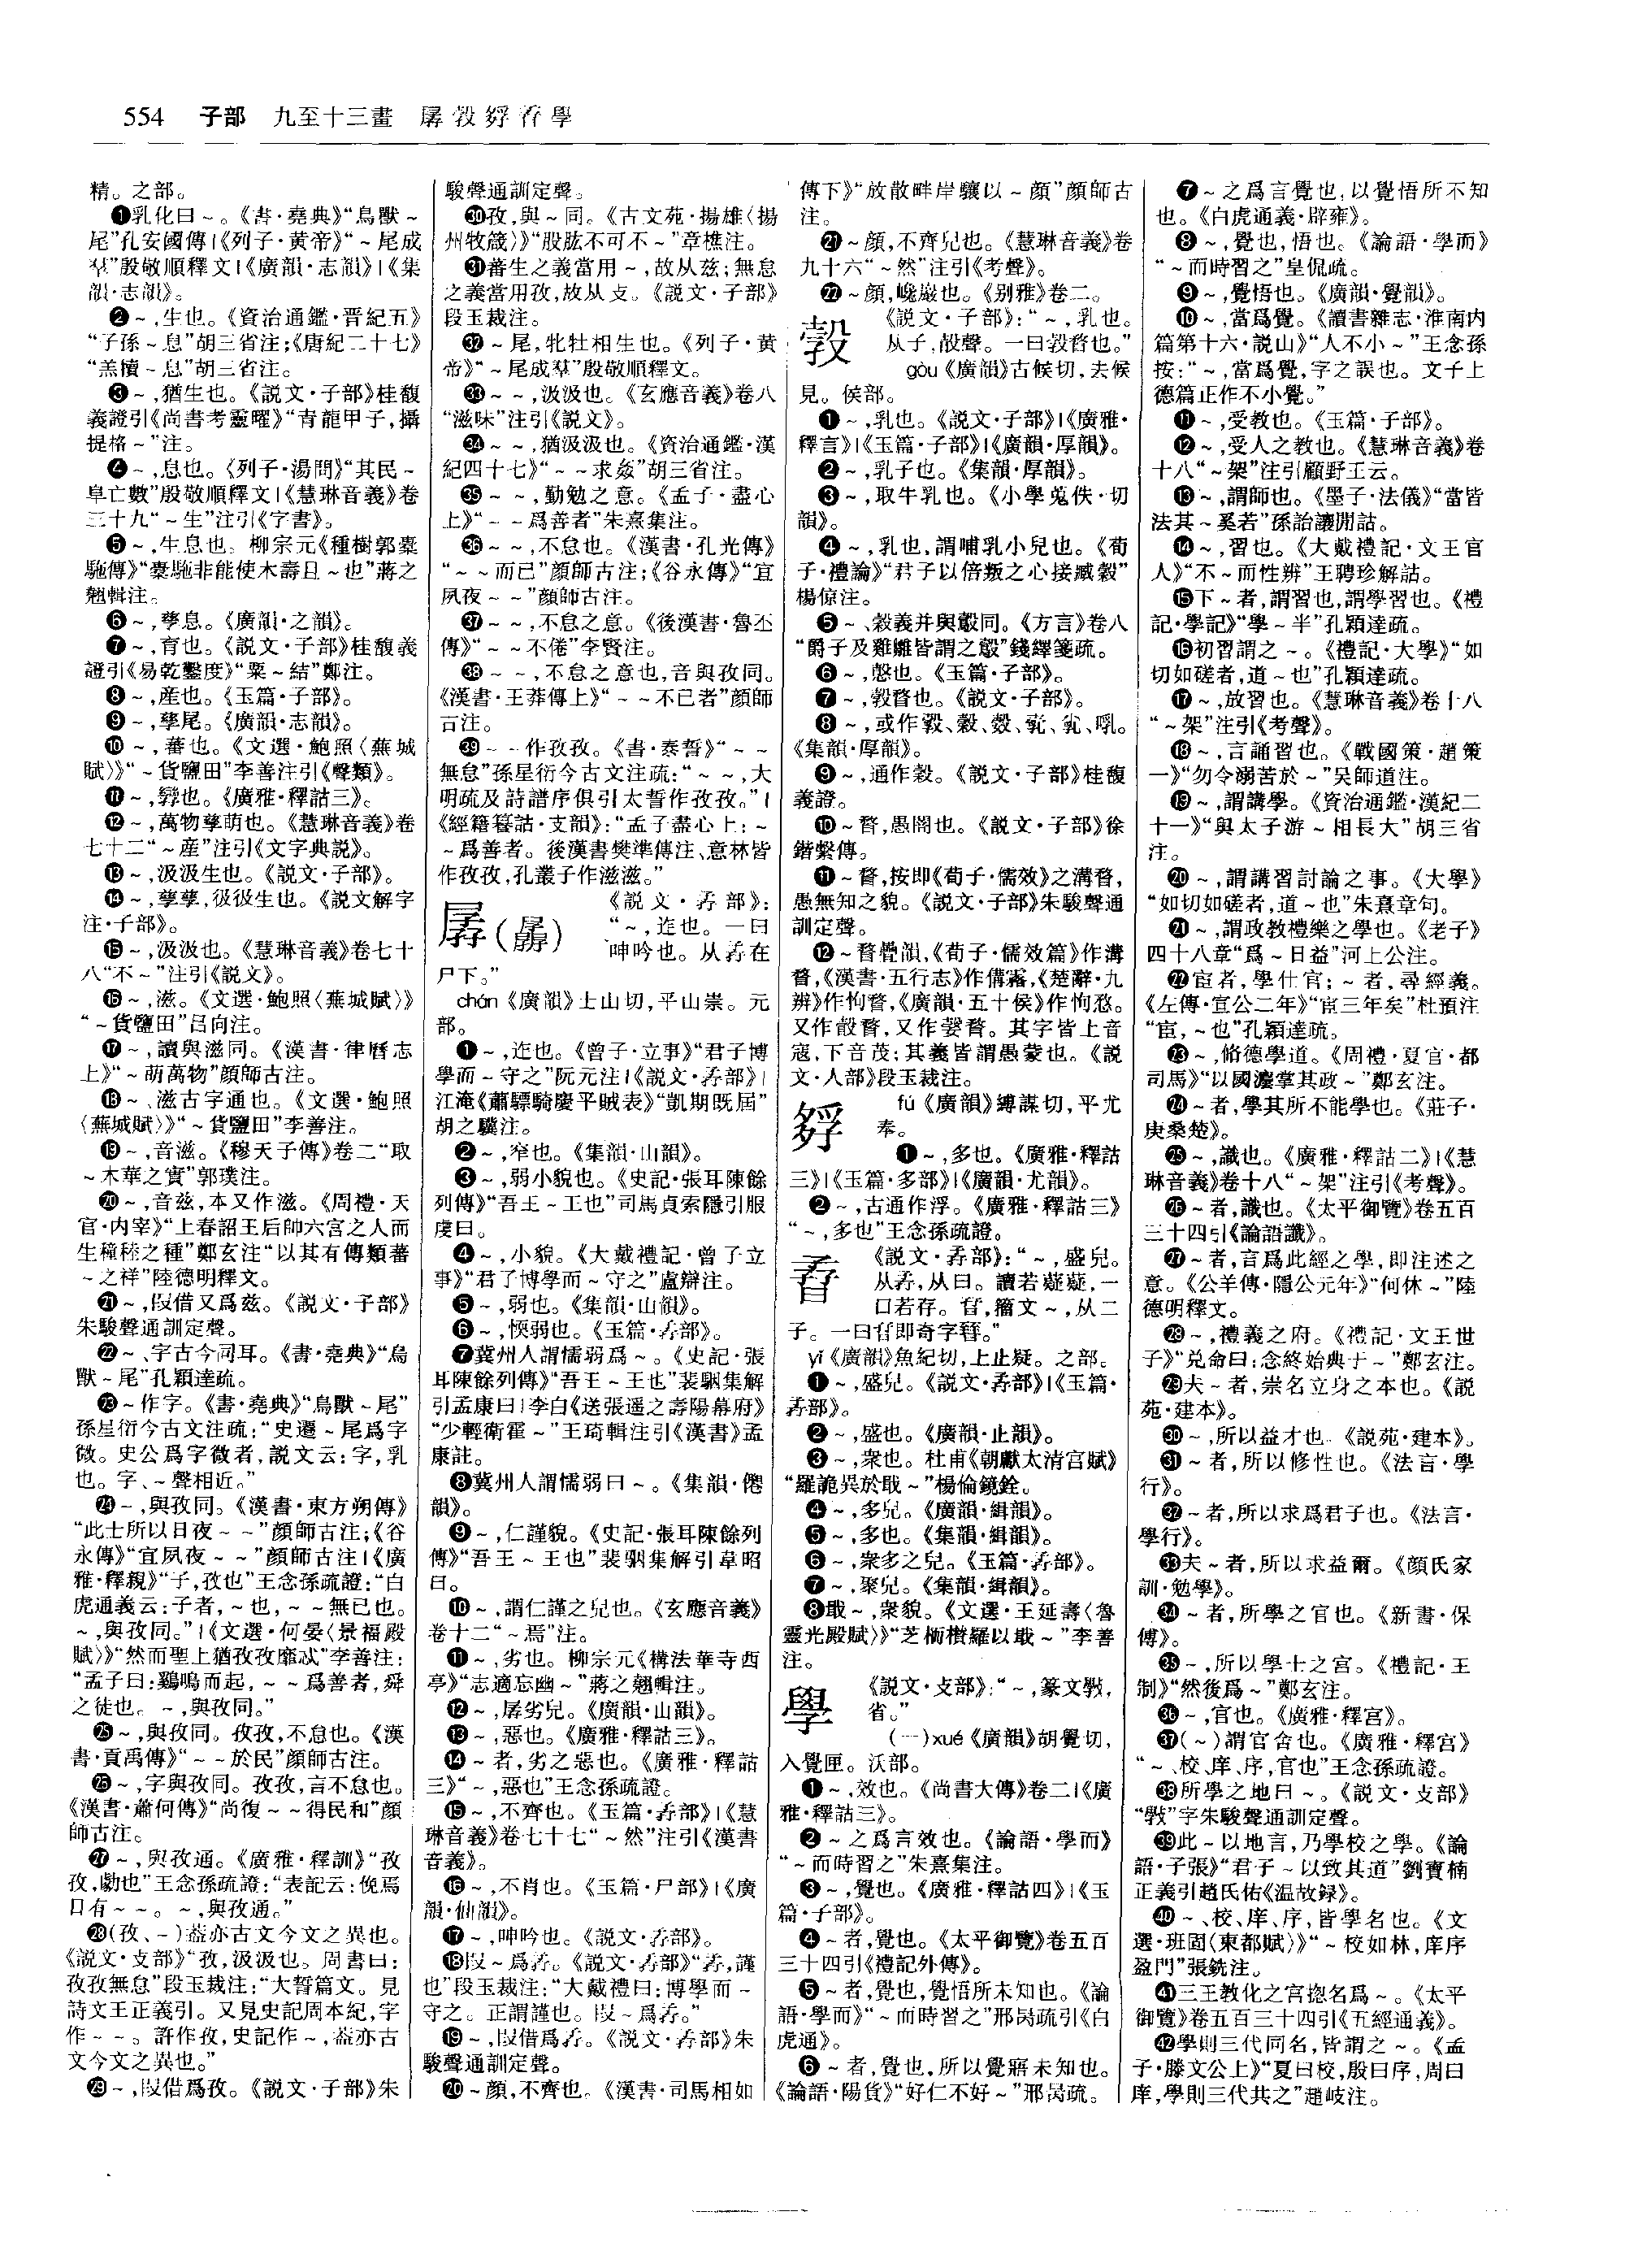 554 子部 九至十三畫 孱㝅𡖽孴學
精。之部。
❶乳化曰～。《書·堯典》“鳥獸～
尾”孔安國傳|《列子·黄帝》“～尾成
羣”殷敬順釋文|《廣韻·志韻》|《集
韻·志韻》。
❷～,生也。《資治通鑑·晋紀五》
“子孫～息”胡三省注;《唐紀二十七》
“羔犢～息”胡三省注。
❸～,猶生也。《説文·子部》桂馥
義證引《尚書考靈曜》“青龍甲子,攝
提格～”注。
❹～,息也。《列子·湯問》“其民～
阜亡數”殷敬順釋文|《慧琳音義》卷
三十九“～生”注引《字書》。
❺～,生息也。柳宗元《種樹郭橐
駞傳》“橐駞非能使木壽且～也”蔣之
翹輯注。
❻～,孳息。《廣韻·之韻》。
❼～,育也。《説文·子部》桂馥義
證引《易乾鑿度》“粟～結”鄭注。
❽～,産也。《玉篇·子部》。
❾～,孳尾。《廣韻·志韻》。
❿～,蕃也。《文選·鮑照〈蕪城
賦〉》“～貨鹽田”李善注引《聲類》。
⓫～,孿也。《廣雅·釋詁三》。
⓬～,萬物孳萌也。《慧琳音義》卷
七十二“～産”注引《文字典説》。
⓭～,汲汲生也。《説文·子部》。
⓮～,孳孳,彶彶生也。《説文解字
注·子部》。
⓯～,汲汲也。《慧琳音義》卷七十
八“不～”注引《説文》。
⓰～,滋。《文選·鮑照〈蕪城賦〉》
“～貨鹽田”呂向注。
⓱～,讀與滋同。《漢書·律曆志
上》“～萌萬物”顔師古注。
⓲～、滋古字通也。《文選·鮑照
〈蕪城賦〉》“～貨鹽田”李善注。
⓳～,音滋。《穆天子傳》卷二“取
～木華之實”郭璞注。
⓴～,音兹,本又作滋。《周禮·天
官·内宰》“上春詔王后帥六宫之人而
生穜稑之種”鄭玄注“以其有傳類蕃
～之祥”陸德明釋文。
㉑～,叚借又爲兹。《説文·子部》
朱駿聲通訓定聲。
㉒～、字古今同耳。《書·堯典》“鳥
獸～尾”孔穎達疏。
㉓～作字。《書·堯典》“鳥獸～尾”
孫星衍今古文注疏:“史遷～尾爲字
微。史公爲字微者,説文云:字,乳
也。字、～聲相近。”
㉔～,與孜同。《漢書·東方朔傳》
“此士所以日夜～～”顔師古注;《谷
永傳》“宜夙夜～～”顔師古注|《廣
雅·釋親》“子,孜也”王念孫疏證:“白
虎通義云:子者,～也,～～無已也。
～,與孜同。”|《文選·何晏〈景福殿
賦〉》“然而聖上猶孜孜靡忒”李善注:
“孟子曰:鷄鳴而起,～～爲善者,舜
之徒也。～,與孜同。”
㉕～,與孜同。孜孜,不怠也。《漢
書·貢禹傳》“～～於民”顔師古注。
㉖～,字與孜同。孜孜,言不怠也。
《漢書·蕭何傳》“尚復～～得民和”顔
師古注。
㉗～,與孜通。《廣雅·釋訓》“孜
孜,勮也”王念孫疏證:“表記云:俛焉
日有～～。～,與孜通。”
㉘(孜、～)葢亦古文今文之異也。
《説文·攴部》“孜,汲汲也。周書曰:
孜孜無怠”段玉裁注:“大誓篇文。見
詩文王正義引。又見史記周本紀,字
作～～。許作孜,史記作～,葢亦古
文今文之異也。”
㉙～,叚借爲孜。《説文·子部》朱
駿聲通訓定聲。
㉚孜,與～同。《古文苑·揚雄〈揚
州牧箴〉》“股肱不可不～”章樵注。
㉛蕃生之義當用～,故从兹;無怠
之義當用孜,故从攴。《説文·子部》
段玉裁注。
㉜～尾,牝牡相生也。《列子·黄
帝》“～尾成羣”殷敬順釋文。
㉝～～,汲汲也。《玄應音義》卷八
“滋味”注引《説文》。
㉞～～,猶汲汲也。《資治通鑑·漢
紀四十七》“～～求姦”胡三省注。
㉟～～,勤勉之意。《孟子·盡心
上》“～～爲善者”朱熹集注。
㊱～～,不怠也。《漢書·孔光傳》
“～～而已”顔師古注;《谷永傳》“宜
夙夜～～”顔師古注。
㊲～～,不怠之意。《後漢書·魯丕
傳》“～～不倦”李賢注。
㊳～～,不怠之意也,音與孜同。
《漢書·王莽傳上》“～～不已者”顔師
古注。
㊴～～作孜孜。《書·泰誓》“～～
無怠”孫星衍今古文注疏:“～～,大
明疏及詩譜序俱引太誓作孜孜。”|
《經籍籑詁·支韻》:“孟子盡心上:～
～爲善者。後漢書樊準傳注、意林皆
作孜孜,孔叢子作滋滋。”
孱(𡦦) 《説文·孨部》:
“～,迮也。一曰
呻吟也。从孨在
尸下。”
chán《廣韻》士山切,平山崇。元
部。
❶～,迮也。《曾子·立事》“君子博
學而～守之”阮元注|《説文·孨部》|
江淹《蕭驃騎慶平賊表》“凱期既届”
胡之驥注。
❷～,窄也。《集韻·山韻》。
❸～,弱小貌也。《史記·張耳陳餘
列傳》“吾王～王也”司馬貞索隱引服
虔曰。
❹～,小貌。《大戴禮記·曾子立
事》“君子博學而～守之”盧辯注。
❺～,弱也。《集韻·山韻》。
❻～,愞弱也。《玉篇·孨部》。
❼冀州人謂懦弱爲～。《史記·張
耳陳餘列傳》“吾王～王也”裴駰集解
引孟康曰|李白《送張遥之壽陽幕府》
“少輕衛霍～”王琦輯注引《漢書》孟
康註。
❽冀州人謂懦弱曰～。《集韻·僊
韻》。
❾～,仁謹貌。《史記·張耳陳餘列
傳》“吾王～王也”裴駰集解引韋昭
曰。
❿～,謂仁謹之皃也。《玄應音義》
卷十二“～焉”注。
⓫～,劣也。柳宗元《構法華寺西
亭》“志適忘幽～”蔣之翹輯注。
⓬～,孱劣皃。《廣韻·山韻》。
⓭～,惡也。《廣雅·釋詁三》。
⓮～者,劣之惡也。《廣雅·釋詁
三》“～,惡也”王念孫疏證。
⓯～,不齊也。《玉篇·孨部》|《慧
琳音義》卷七十七“～然”注引《漢書
音義》。
⓰～,不肖也。《玉篇·尸部》|《廣
韻·仙韻》。
⓱～,呻吟也。《説文·孨部》。
⓲叚～爲孨。《説文·孨部》“孨,謹
也”段玉裁注:“大戴禮曰:博學而～
守之。正謂謹也。叚～爲孨。”
⓳～,叚借爲孨。《説文·孨部》朱
駿聲通訓定聲。
⓴～顔,不齊也。《漢書·司馬相如
傳下》“放散畔岸驤以～顔”顔師古
注。
㉑～顔,不齊皃也。《慧琳音義》卷
九十六“～然”注引《考聲》。
㉒～顔,巉巖也。《别雅》卷二。
㝅 《説文·子部》:“～,乳也。
从子,㱿聲。一曰㝅瞀也。”
gòu《廣韻》古候切,去候
見。侯部。
❶～,乳也。《説文·子部》|《廣雅·
釋言》|《玉篇·子部》|《廣韻·厚韻》。
❷～,乳子也。《集韻·厚韻》。
❸～,取牛乳也。《小學蒐佚·切
韻》。
❹～,乳也,謂哺乳小兒也。《荀
子·禮論》“君子以倍叛之心接臧㝅”
楊倞注。
❺～、㝅義并與鷇同。《方言》卷八
“爵子及雞雛皆謂之鷇”錢繹箋疏。
❻～,慤也。《玉篇·子部》。
❼～,㝅瞀也。《説文·子部》。
《集韻·厚韻》。
❾～,通作穀。《説文·子部》桂馥
義證。
❿～瞀,愚闇也。《説文·子部》徐
鍇繫傳。
⓫～瞀,按即《荀子·儒效》之溝瞀,
愚無知之貌。《説文·子部》朱駿聲通
訓定聲。
⓬～瞀疊韻,《荀子·儒效篇》作溝
瞀,《漢書·五行志》作傋霿,《楚辭·九
辨》作怐瞀,《廣韻·五十侯》作怐愗。
又作㱿瞀,又作婺瞀。其字皆上音
寇,下音茂;其義皆謂愚蒙也。《説
文·人部》段玉裁注。
𡖽 fú《廣韻》縛謀切,平尤
奉。
❶～,多也。《廣雅·釋詁
三》|《玉篇·多部》|《廣韻·尤韻》。
❷～,古通作浮。《廣雅·釋詁三》
“～,多也”王念孫疏證。
孴 《説文·孨部》:“～,盛皃。
从孨,从曰。讀若薿薿,一
曰若存。𣌖,籀文～,从二
子。一曰𣌖即奇字㬜。”
yǐ《廣韻》魚紀切,上止疑。之部。
❶～,盛皃。《説文·孨部》|《玉篇·
孨部》。
❷～,盛也。《廣韻·止韻》。
❸～,衆也。杜甫《朝獻太清宫賦》
“羅詭異於戢～”楊倫鏡銓。
❹～,多皃。《廣韻·緝韻》。
❺～,多也。《集韻·緝韻》。
❻～,衆多之皃。《玉篇·孨部》。
❼～,聚皃。《集韻·緝韻》。
❽戢～,衆貌。《文選·王延壽〈魯
靈光殿賦〉》“芝栭欑羅以戢～”李善
注。
學 《説文·攴部》:“～,篆文斆,
省。”
(一)xué《廣韻》胡覺切,
入覺匣。沃部。
❶～,效也。《尚書大傳》卷二|《廣
雅·釋詁三》。
❷～之爲言效也。《論語·學而》
“～而時習之”朱熹集注。
❸～,覺也。《廣雅·釋詁四》|《玉
篇·子部》。
❹～者,覺也。《太平御覽》卷五百
三十四引《禮記外傳》。
❺～者,覺也,覺悟所未知也。《論
語·學而》“～而時習之”邢昺疏引《白
虎通》。
❻～者,覺也,所以覺寤未知也。
《論語·陽貨》“好仁不好～”邢昺疏。
❼～之爲言覺也,以覺悟所不知
也。《白虎通義·辟雍》。
❽～,覺也,悟也。《論語·學而》
“～而時習之”皇侃疏。
❾～,覺悟也。《廣韻·覺韻》。
❿～,當爲覺。《讀書雜志·淮南内
篇第十六·説山》“人不小～”王念孫
按:“～,當爲覺,字之誤也。文子上
德篇正作不小覺。”
⓫～,受教也。《玉篇·子部》。
⓬～,受人之教也。《慧琳音義》卷
十八“～架”注引顧野王云。
⓭～,謂師也。《墨子·法儀》“當皆
法其～奚若”孫詒讓閒詁。
⓮～,習也。《大戴禮記·文王官
人》“不～而性辨”王聘珍解詁。
⓯下～者,謂習也,謂學習也。《禮
記·學記》“學～半”孔穎達疏。
⓰初習謂之～。《禮記·大學》“如
切如磋者,道～也”孔穎達疏。
⓱～,放習也。《慧琳音義》卷十八
“～架”注引《考聲》。
⓲～,言誦習也。《戰國策·趙策
一》“勿令溺苦於～”吴師道注。
⓳～,謂講學。《資治通鑑·漢紀二
十一》“與太子游～相長大”胡三省
注。
⓴～,謂講習討論之事。《大學》
“如切如磋者,道～也”朱熹章句。
㉑～,謂政教禮樂之學也。《老子》
四十八章“爲～日益”河上公注。
㉒宦者,學仕官;～者,尋經義。
《左傳·宣公二年》“宦三年矣”杜預注
“宦,～也”孔穎達疏。
㉓～,脩德學道。《周禮·夏官·都
司馬》“以國灋掌其政～”鄭玄注。
㉔～者,學其所不能學也。《莊子·
庚桑楚》。
㉕～,識也。《廣雅·釋詁二》|《慧
琳音義》卷十八“～架”注引《考聲》。
㉖～者,識也。《太平御覽》卷五百
三十四引《論語讖》。
㉗～者,言爲此經之學,即注述之
意。《公羊傳·隱公元年》“何休～”陸
德明釋文。
㉘～,禮義之府。《禮記·文王世
子》“兑命曰:念終始典于～”鄭玄注。
㉙夫～者,崇名立身之本也。《説
苑·建本》。
㉚～,所以益才也。《説苑·建本》。
㉛～者,所以修性也。《法言·學
行》。
㉜～者,所以求爲君子也。《法言·
學行》。
㉝夫～者,所以求益爾。《顔氏家
訓·勉學》。
㉞～者,所學之官也。《新書·保
傅》。
㉟～,所以學士之宫。《禮記·王
制》“然後爲～”鄭玄注。
㊱～,官也。《廣雅·釋宫》。
㊲(～)謂官舍也。《廣雅·釋宫》
“～、校、庠、序,官也”王念孫疏證。
㊳所學之地曰～。《説文·攴部》
“斆”字朱駿聲通訓定聲。
㊴此～以地言,乃學校之學。《論
語·子張》“君子～以致其道”劉寶楠
正義引趙氏佑《温故録》。
㊵～、校、庠、序,皆學名也。《文
選·班固〈東都賦〉》“～校如林,庠序
盈門”張銑注。
㊶三王教化之宫揔名爲～。《太平
御覽》卷五百三十四引《五經通義》。
㊷學則三代同名,皆謂之～。《孟
子·滕文公上》“夏曰校,殷曰序,周曰
庠,學則三代共之”趙岐注。